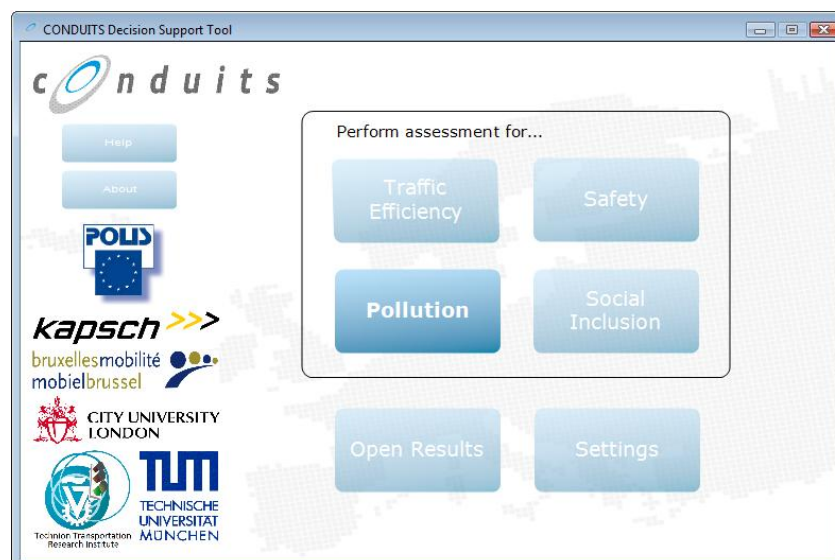 CONDUITS Decision Support Tool
conduits
Help
About
Perform assessment for...
Traffic
Efficiency
Safety
Pollution
Social
Inclusion
Open Results
Settings
POLIS
kapsch >>>
bruxellesmobilité
mobielbrussel
CITY UNIVERSITY
LONDON
TUM
TECHNISCHE
UNIVERSITÄT
MÜNCHEN
Technion Transportation
Research Institute